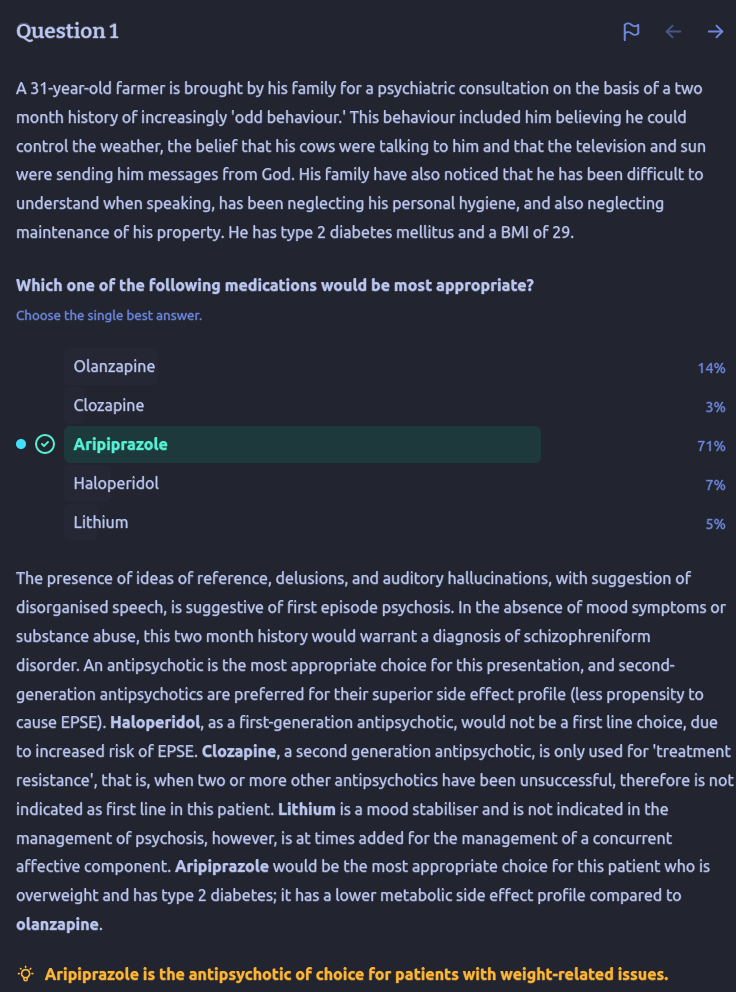 Question 1
A 31-year-old farmer is brought by his family for a psychiatric consultation on the basis of a two
month history of increasingly 'odd behaviour.' This behaviour included him believing he could
control the weather, the belief that his cows were talking to him and that the television and sun
were sending him messages from God. His family have also noticed that he has been difficult to
understand when speaking, has been neglecting his personal hygiene, and also neglecting
maintenance of his property. He has type 2 diabetes mellitus and a BMI of 29.
Which one of the following medications would be most appropriate?
Choose the single best answer.
Olanzapine 14%
Clozapine 3%
Aripiprazole 71%
Haloperidol 7%
Lithium 5%
The presence of ideas of reference, delusions, and auditory hallucinations, with suggestion of
disorganised speech, is suggestive of first episode psychosis. In the absence of mood symptoms or
substance abuse, this two month history would warrant a diagnosis of schizophreniform
disorder. An antipsychotic is the most appropriate choice for this presentation, and second-
generation antipsychotics are preferred for their superior side effect profile (less propensity to
cause EPSE). Haloperidol, as a first-generation antipsychotic, would not be a first line choice, due
to increased risk of EPSE. Clozapine, a second generation antipsychotic, is only used for 'treatment
resistance', that is, when two or more other antipsychotics have been unsuccessful, therefore is not
indicated as first line in this patient. Lithium is a mood stabiliser and is not indicated in the
management of psychosis, however, is at times added for the management of a concurrent
affective component. Aripiprazole would be the most appropriate choice for this patient who is
overweight and has type 2 diabetes; it has a lower metabolic side effect profile compared to
olanzapine.
Aripiprazole is the antipsychotic of choice for patients with weight-related issues.